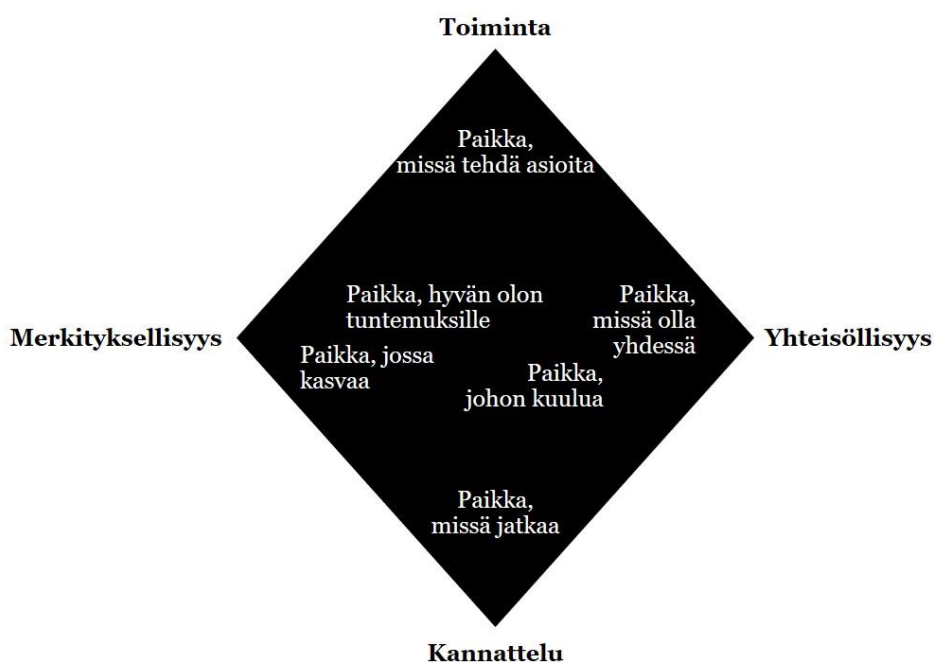 Toiminta
Paikka,
missä tehdä asioita
Paikka, hyvän olon
tuntemuksille
Paikka,
missä olla
yhdessä
Merkityksellisyys
Yhteisöllisyys
Paikka, jossa
kasvaa
Paikka,
johon kuulua
Paikka,
missä jatkaa
Kannattelu